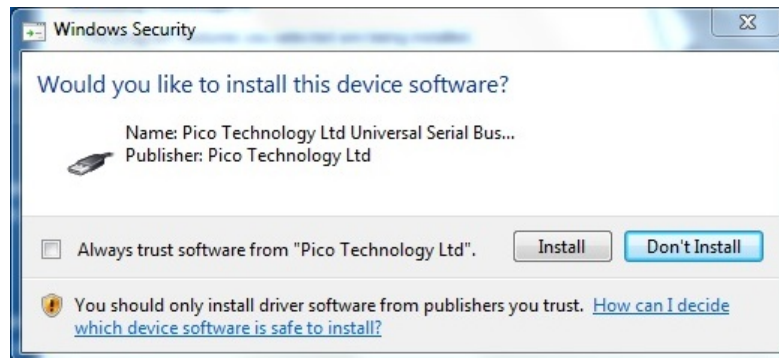 Windows Security
Would you like to install this device software?
Name: Pico Technology Ltd Universal Serial Bus...
Publisher: Pico Technology Ltd
Always trust software from "Pico Technology Ltd".
Install
Don't Install
You should only install driver software from publishers you trust. How can I decide
which device software is safe to install?